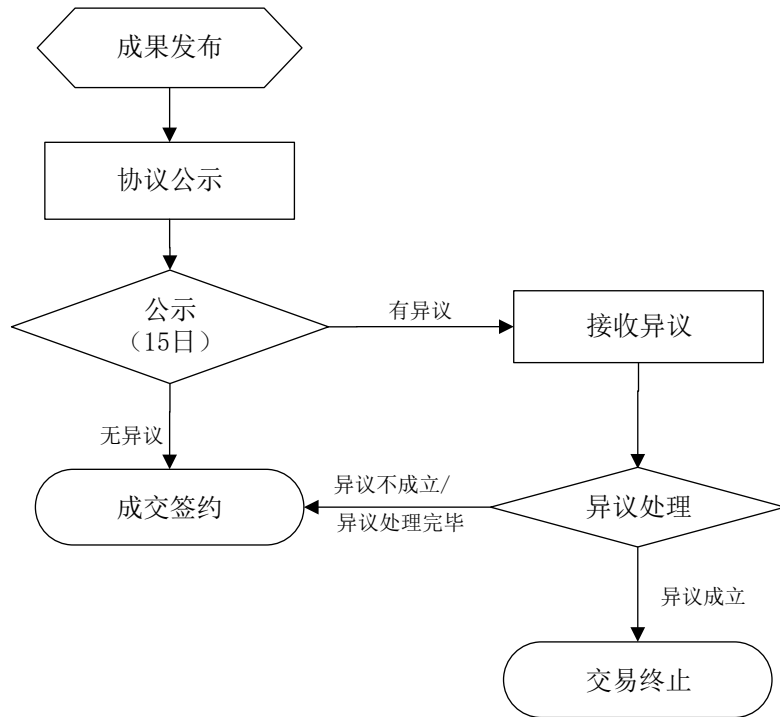 成果发布
协议公示
公示
（15日）
有异议
接收异议
无异议
成交签约
异议不成立/
异议处理完毕
异议处理
异议成立
交易终止